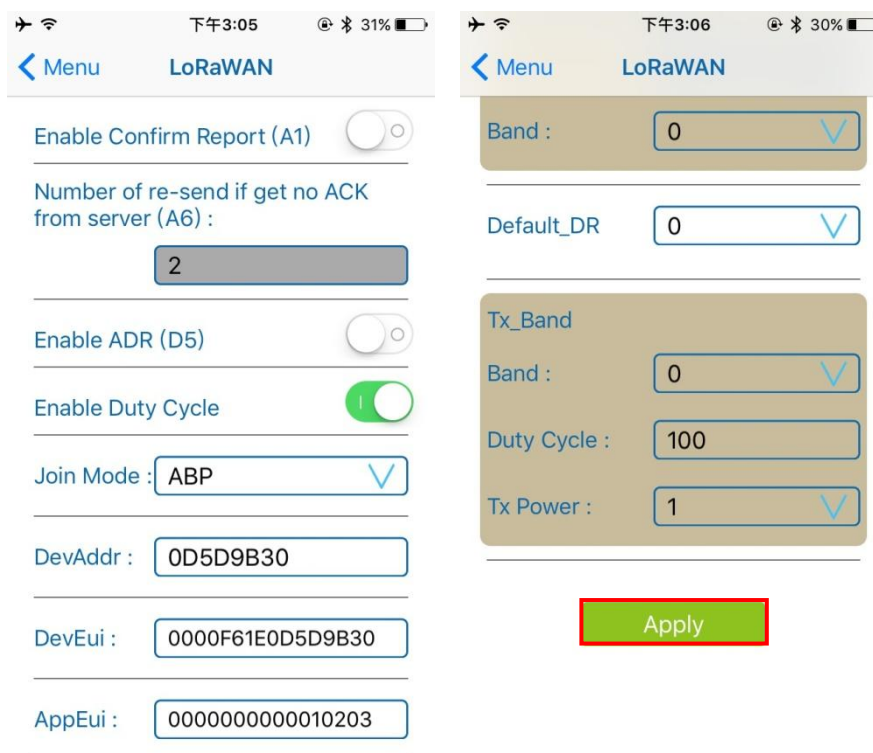 下午3:05
31%
Menu
LoRaWAN
Enable Confirm Report (A1)
Number of re-send if get no ACK
from server (A6) :
2
Enable ADR (D5)
Enable Duty Cycle
Join Mode : ABP
DevAddr : 0D5D9B30
DevEui : 0000F61E0D5D9B30
AppEui : 0000000000010203
下午3:06
30%
Menu
LoRaWAN
Band : 0
Default_DR 0
Tx_Band
Band : 0
Duty Cycle : 100
Tx Power : 1
Apply